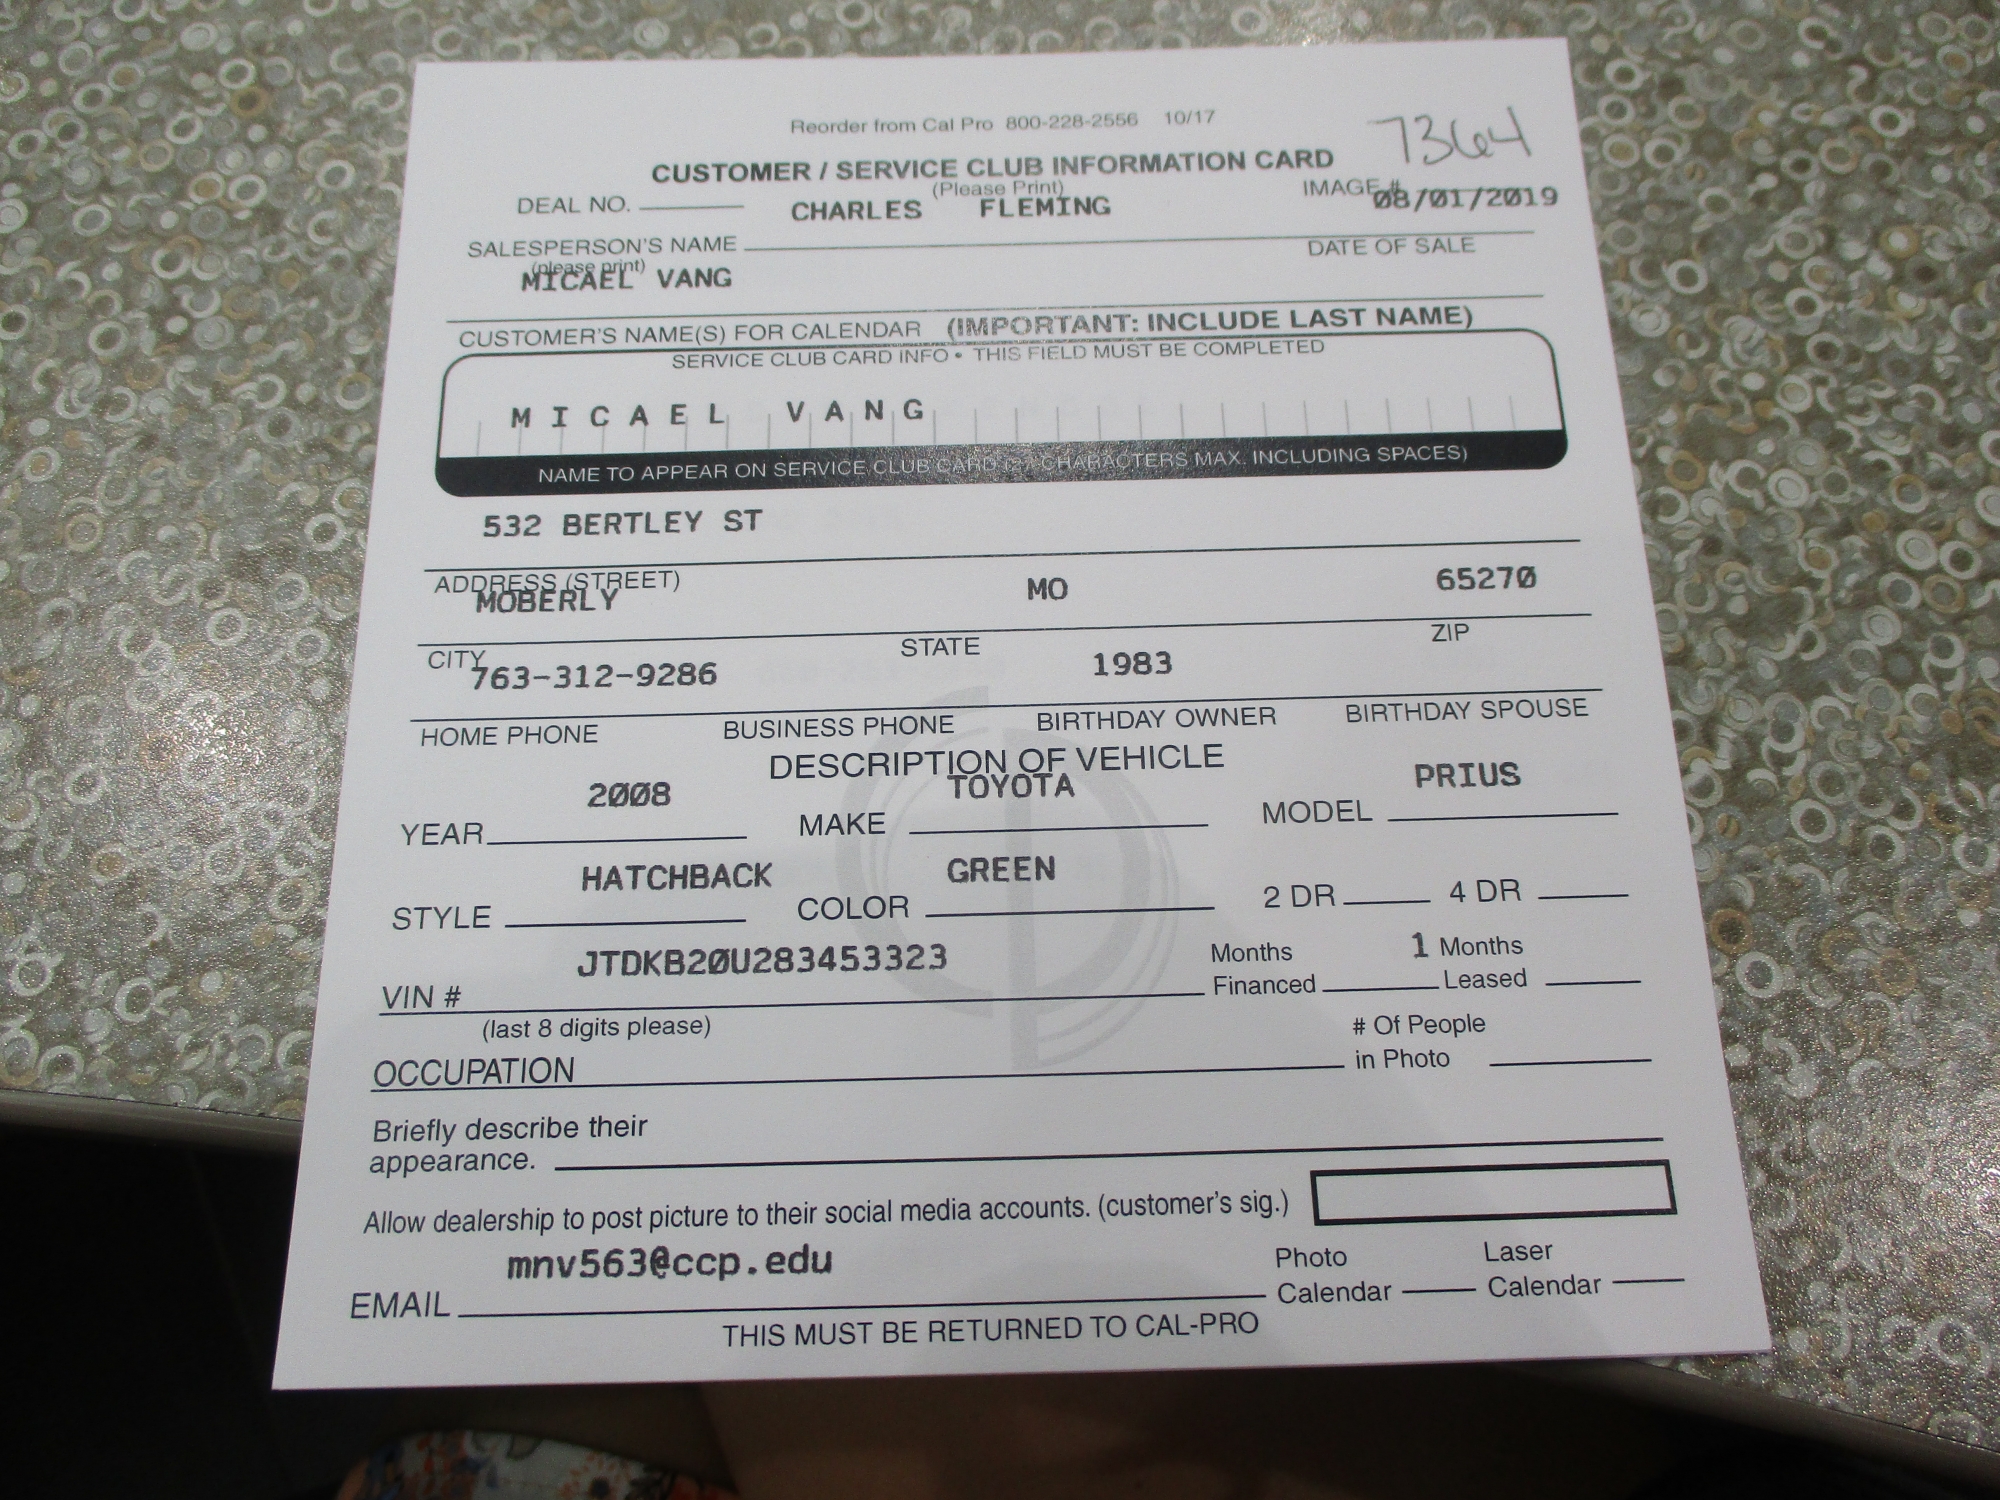 Reorder from Cal Pro 800-228-2556 10/17
7364
CUSTOMER / SERVICE CLUB INFORMATION CARD
(Please Print)
IMAGE #
DEAL NO. CHARLES FLEMING 08/01/2019
SALESPERSON'S NAME DATE OF SALE
(please print)
MICAEL VANG
CUSTOMER'S NAME(S) FOR CALENDAR (IMPORTANT: INCLUDE LAST NAME)
SERVICE CLUB CARD INFO • THIS FIELD MUST BE COMPLETED
MICAEL VANG
NAME TO APPEAR ON SERVICE CLUB CARD (27 CHARACTERS MAX. INCLUDING SPACES)
532 BERTLEY ST
ADDRESS (STREET)
MOBERLY MO 65270
CITY STATE ZIP
763-312-9286 1983
HOME PHONE BUSINESS PHONE BIRTHDAY OWNER BIRTHDAY SPOUSE
DESCRIPTION OF VEHICLE
2008 TOYOTA PRIUS
YEAR MAKE MODEL
HATCHBACK GREEN
STYLE COLOR 2 DR 4 DR
JTDKB20U283453323 Months 1 Months
VIN # Financed Leased
(last 8 digits please) # Of People
OCCUPATION in Photo
Briefly describe their
appearance.
Allow dealership to post picture to their social media accounts. (customer's sig.)
mnv563@ccp.edu Photo Laser
EMAIL Calendar Calendar
THIS MUST BE RETURNED TO CAL-PRO